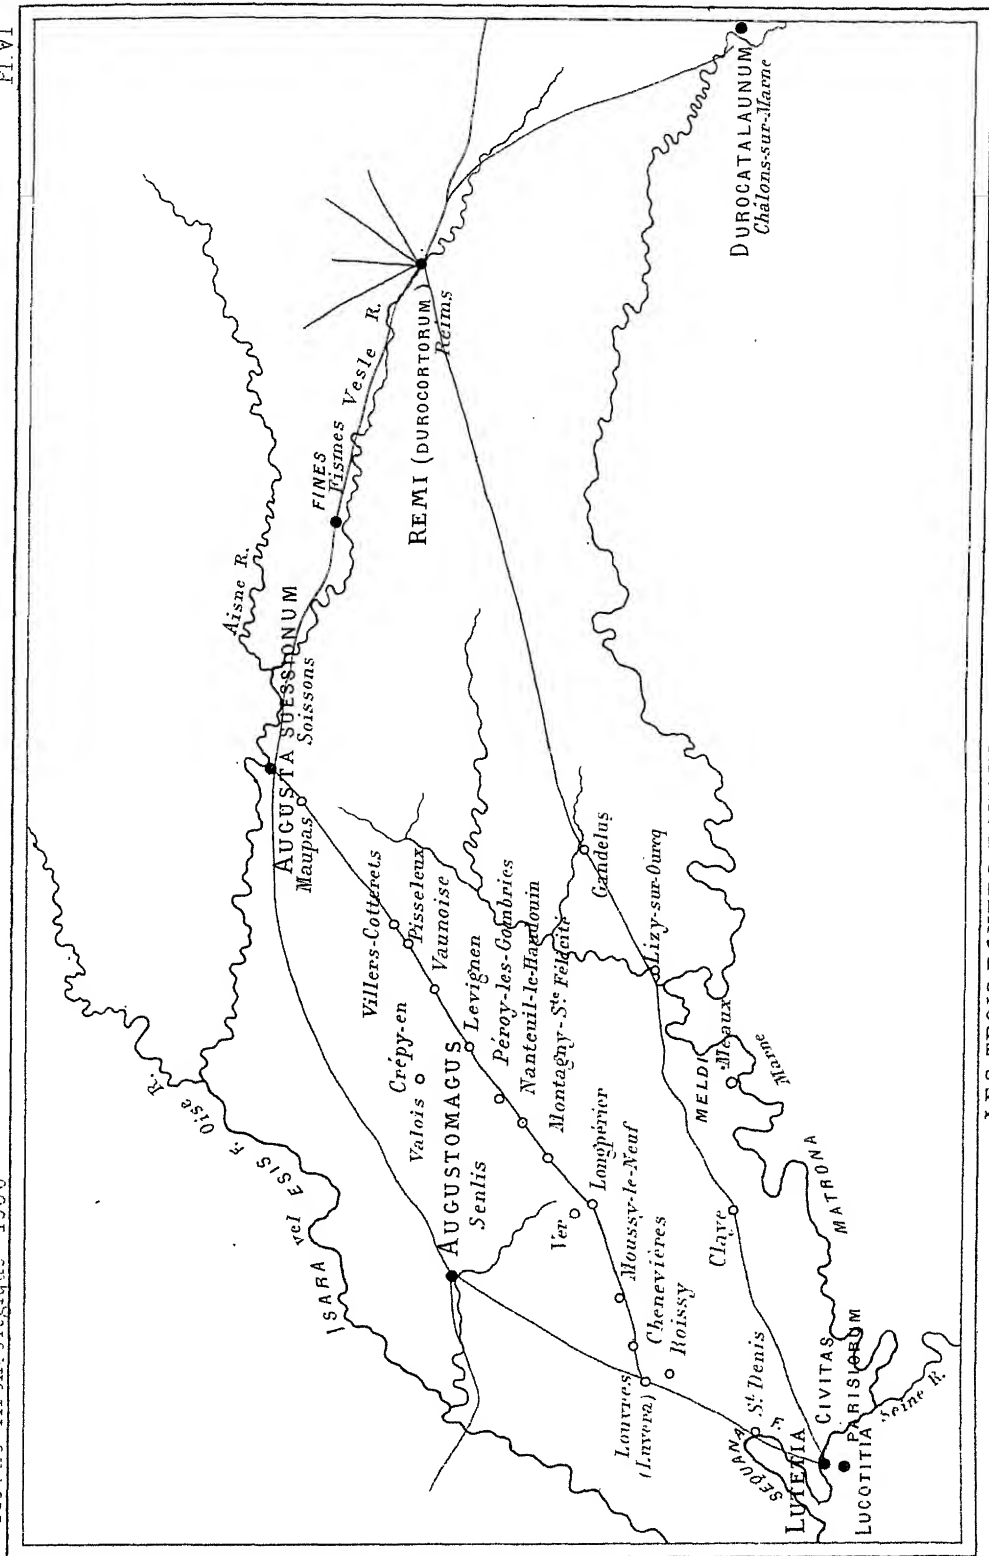 Pl. VI
ISARA vel ESIS F. Oise R.
Aisne R.
AUGUSTA SUESSIONUM
Soissons
Maupas
FINES
Fismes
Vesle R.
REMI (DUROCORTORUM)
Reims
DUROCATALAUNUM
Châlons-sur-Marne
Villers-Cotterets
Pisseleux
Vaunoise
Crépy-en
Valois
Levignen
Péroy-les-Gombries
Nanteuil-le-Haudouin
Montagny-Ste Félicité
AUGUSTOMAGUS
Senlis
Ver
Longpérier
Moussy-le-Neuf
Chenevières
Roissy
Louvres
(Luvera)
Gandelus
Lizy-sur-Ourcq
MELDI
Meaux
Marne
MATRONA
Claye
St. Denis
SEQUANA F.
LUTETIA CIVITAS
LUCOTITIA PARISIORUM
Seine R.